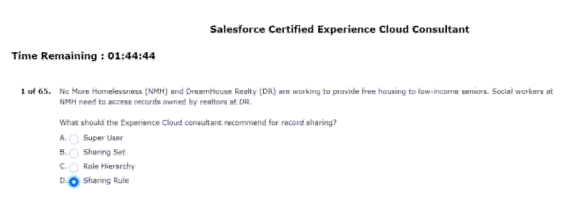 Salesforce Certified Experience Cloud Consultant
Time Remaining : 01:44:44
1 of 65. No More Homelessness (NMH) and DreamHouse Realty (DR) are working to provide free housing to low-income seniors. Social workers at
NMH need to access records owned by realtors at DR.
What should the Experience Cloud consultant recommend for record sharing?
A. Super User
B. Sharing Set
C. Role Hierarchy
D. Sharing Rule